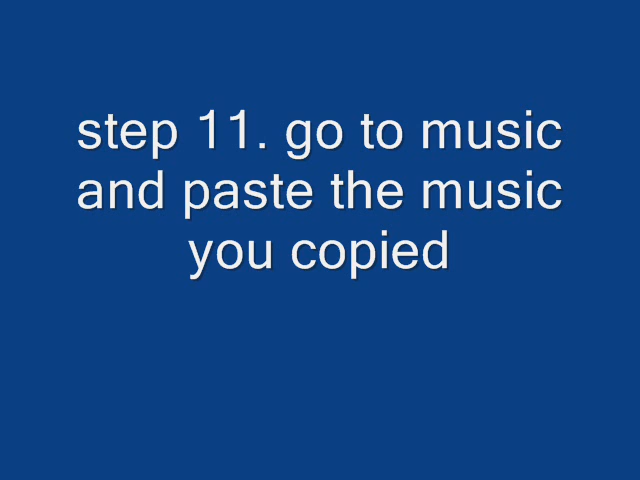 step 11. go to music
and paste the music
you copied